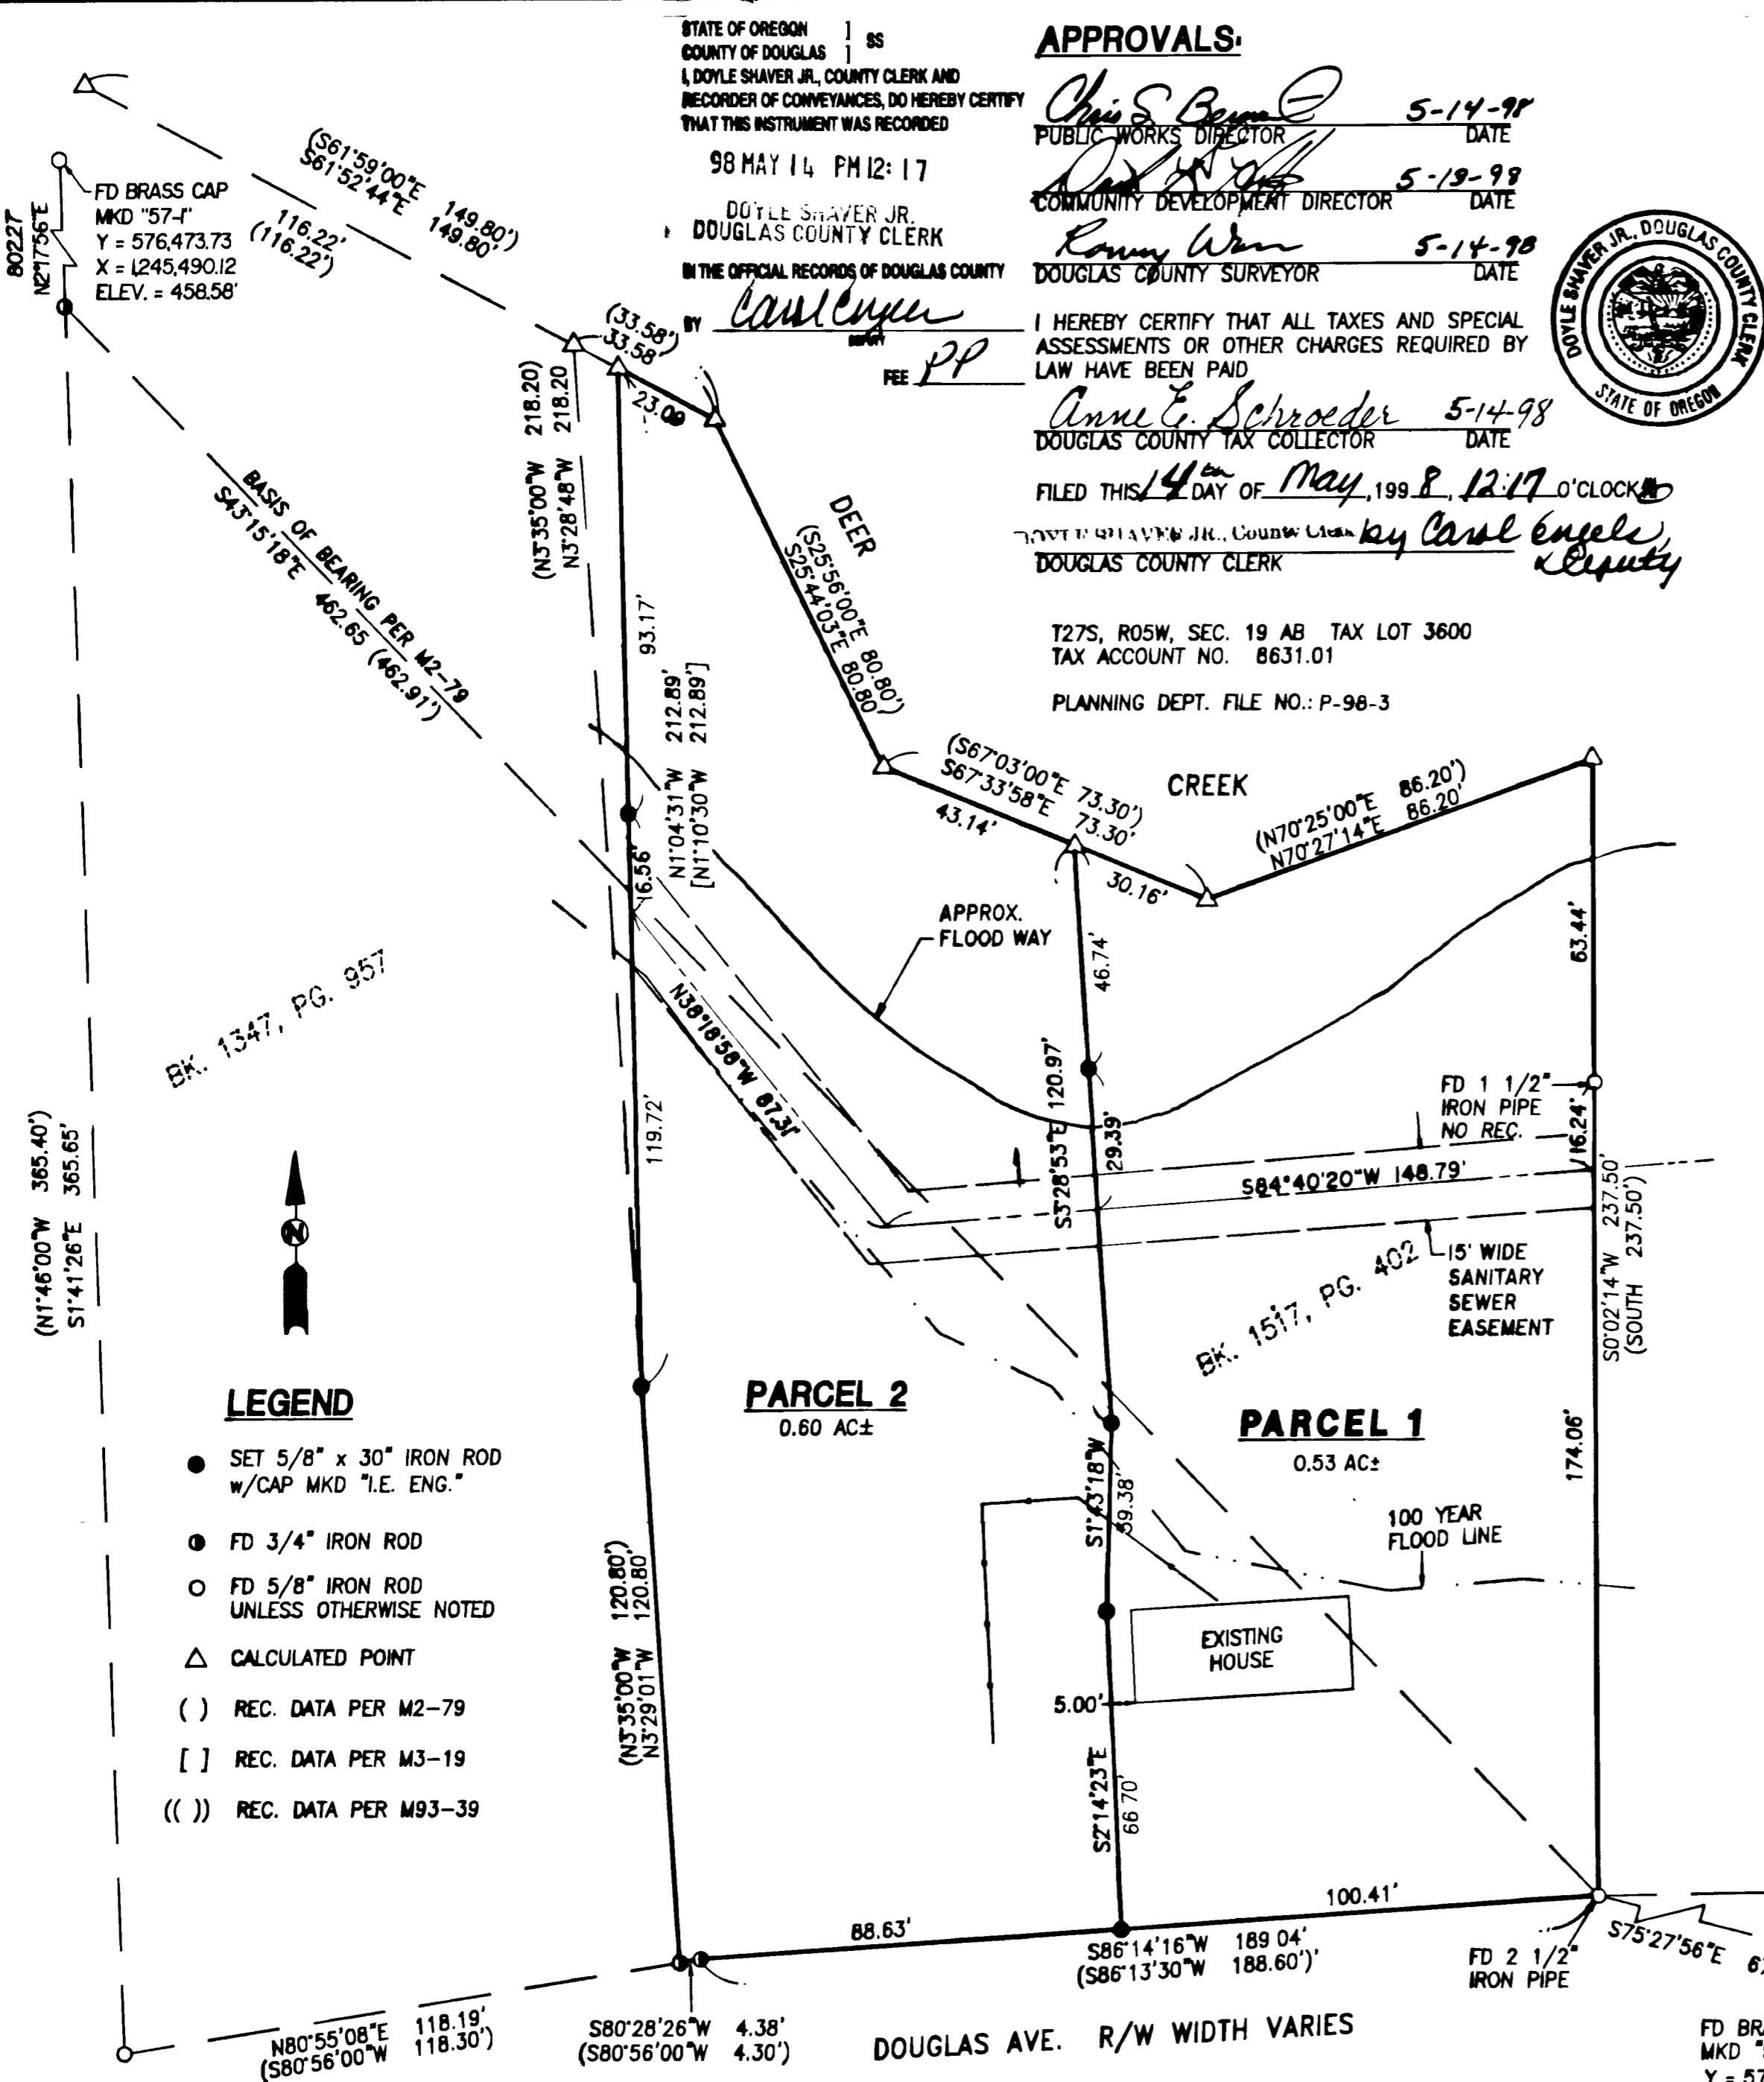 STATE OF OREGON ] SS
COUNTY OF DOUGLAS ]
I, DOYLE SHAVER JR., COUNTY CLERK AND
RECORDER OF CONVEYANCES, DO HEREBY CERTIFY
THAT THIS INSTRUMENT WAS RECORDED
98 MAY 14 PM 12:17
DOYLE SHAVER JR.
DOUGLAS COUNTY CLERK
IN THE OFFICIAL RECORDS OF DOUGLAS COUNTY
BY Carol Engels
DEPUTY
FEE PP
APPROVALS:
5-14-98
PUBLIC WORKS DIRECTOR DATE
5-13-98
COMMUNITY DEVELOPMENT DIRECTOR DATE
5-14-98
DOUGLAS COUNTY SURVEYOR DATE
I HEREBY CERTIFY THAT ALL TAXES AND SPECIAL
ASSESSMENTS OR OTHER CHARGES REQUIRED BY
LAW HAVE BEEN PAID
Anne E. Schroeder 5-14-98
DOUGLAS COUNTY TAX COLLECTOR DATE
FILED THIS 14th DAY OF May, 1998, 12:17 O'CLOCK
DOYLE SHAVER JR., County Clerk by Carol Engels,
DOUGLAS COUNTY CLERK Deputy
DOYLE SHAVER JR., DOUGLAS COUNTY CLERK
STATE OF OREGON
T27S, R05W, SEC. 19 AB TAX LOT 3600
TAX ACCOUNT NO. 8631.01
PLANNING DEPT. FILE NO.: P-98-3
802.27
N2°17'56"E
FD BRASS CAP
MKD "57-1"
Y = 576,473.73
X = 1,245,490.12
ELEV. = 458.58'
(S61°59'00"E 149.80')
S61°52'44"E 149.80'
116.22'
(116.22')
(33.58')
33.58'
23.09
(N3°35'00"W 218.20)
N3°28'48"W 218.20
BASIS OF BEARING PER M2-79
S43°15'18"E 462.65 (462.91')
93.17'
DEER
(S25°56'00"E 80.80')
S25°44'03"E 80.80'
N1°04'31"W 212.89'
[N1°10'30"W 212.89']
16.56'
(S67°03'00"E 73.30')
S67°33'58"E 73.30'
43.14'
30.16'
CREEK
(N70°25'00"E 86.20')
N70°27'14"E 86.20'
APPROX.
FLOOD WAY
46.74'
63.44'
BK. 1347, PG. 957
N38°18'58"W 87.31'
119.72'
S3°28'53"E 120.97'
29.39'
FD 1 1/2"
IRON PIPE
NO REC.
16.24'
S84°40'20"W 148.79'
S0°02'14"W 237.50'
(SOUTH 237.50')
(N1°46'00"W 365.40')
S1°41'26"E 365.65'
N
15' WIDE
SANITARY
SEWER
EASEMENT
BK. 1517, PG. 402
PARCEL 2
0.60 AC±
PARCEL 1
0.53 AC±
174.06'
LEGEND
SET 5/8" x 30" IRON ROD
w/CAP MKD "I.E. ENG."
FD 3/4" IRON ROD
FD 5/8" IRON ROD
UNLESS OTHERWISE NOTED
CALCULATED POINT
( ) REC. DATA PER M2-79
[ ] REC. DATA PER M3-19
(( )) REC. DATA PER M93-39
S1°43'18"W
39.38'
100 YEAR
FLOOD LINE
EXISTING
HOUSE
5.00'
(N3°35'00"W 120.80')
N3°29'01"W 120.80'
S2°14'23"E
66 70'
88.63'
100.41'
S86°14'16"W 189 04'
(S86°13'30"W 188.60')'
FD 2 1/2"
IRON PIPE
S75°27'56"E
N80°55'08"E 118.19'
(S80°56'00"W 118.30')
S80°28'26"W 4.38'
(S80°56'00"W 4.30')
DOUGLAS AVE. R/W WIDTH VARIES
FD BR
MKD "
Y = 57